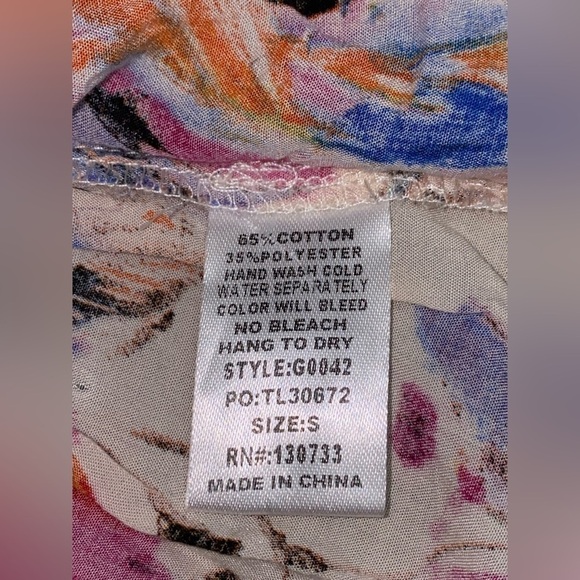 65%COTTON
35%POLYESTER
HAND WASH COLD
WATER SEPARATELY
COLOR WILL BLEED
NO BLEACH
HANG TO DRY
STYLE:G0042
PO:TL30672
SIZE:S
RN#:130733
MADE IN CHINA